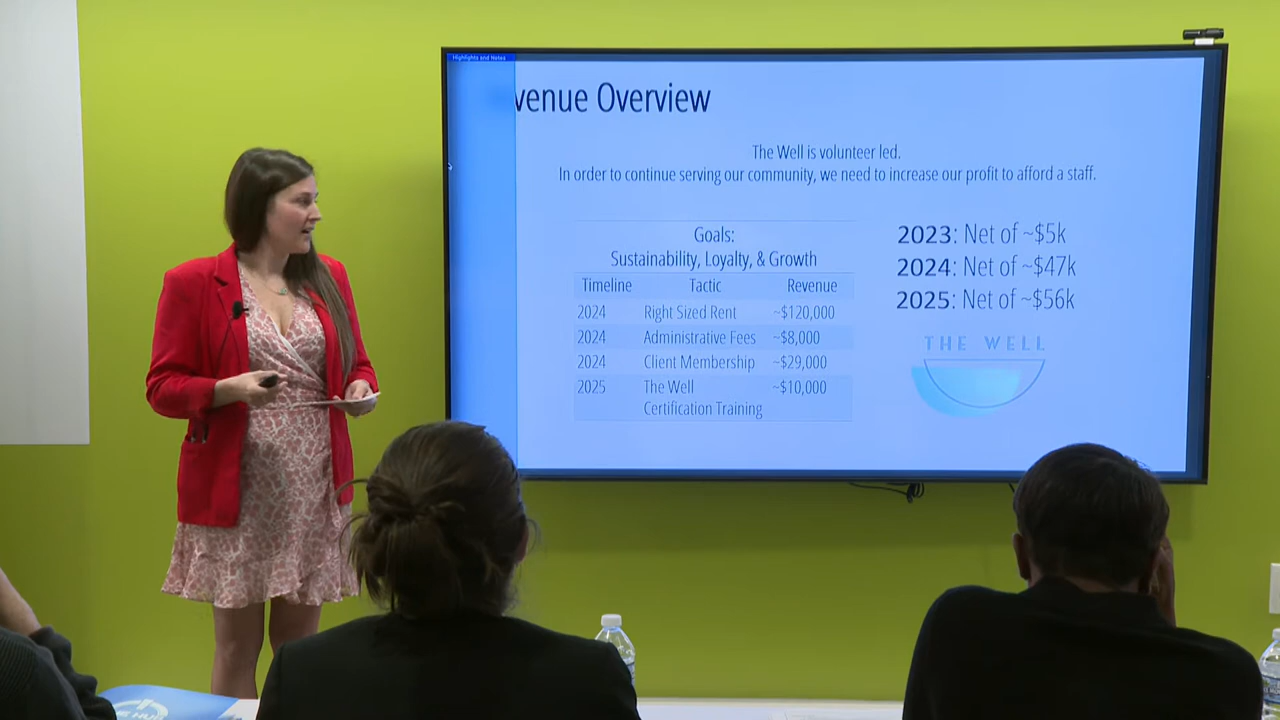 Highlights and Notes
venue Overview
The Well is volunteer led.
In order to continue serving our community, we need to increase our profit to afford a staff.
Goals:
Sustainability, Loyalty, & Growth
Timeline Tactic Revenue
2024 Right Sized Rent ~$120,000
2024 Administrative Fees ~$8,000
2024 Client Membership ~$29,000
2025 The Well ~$10,000
Certification Training
2023: Net of ~$5k
2024: Net of ~$47k
2025: Net of ~$56k
THE WELL